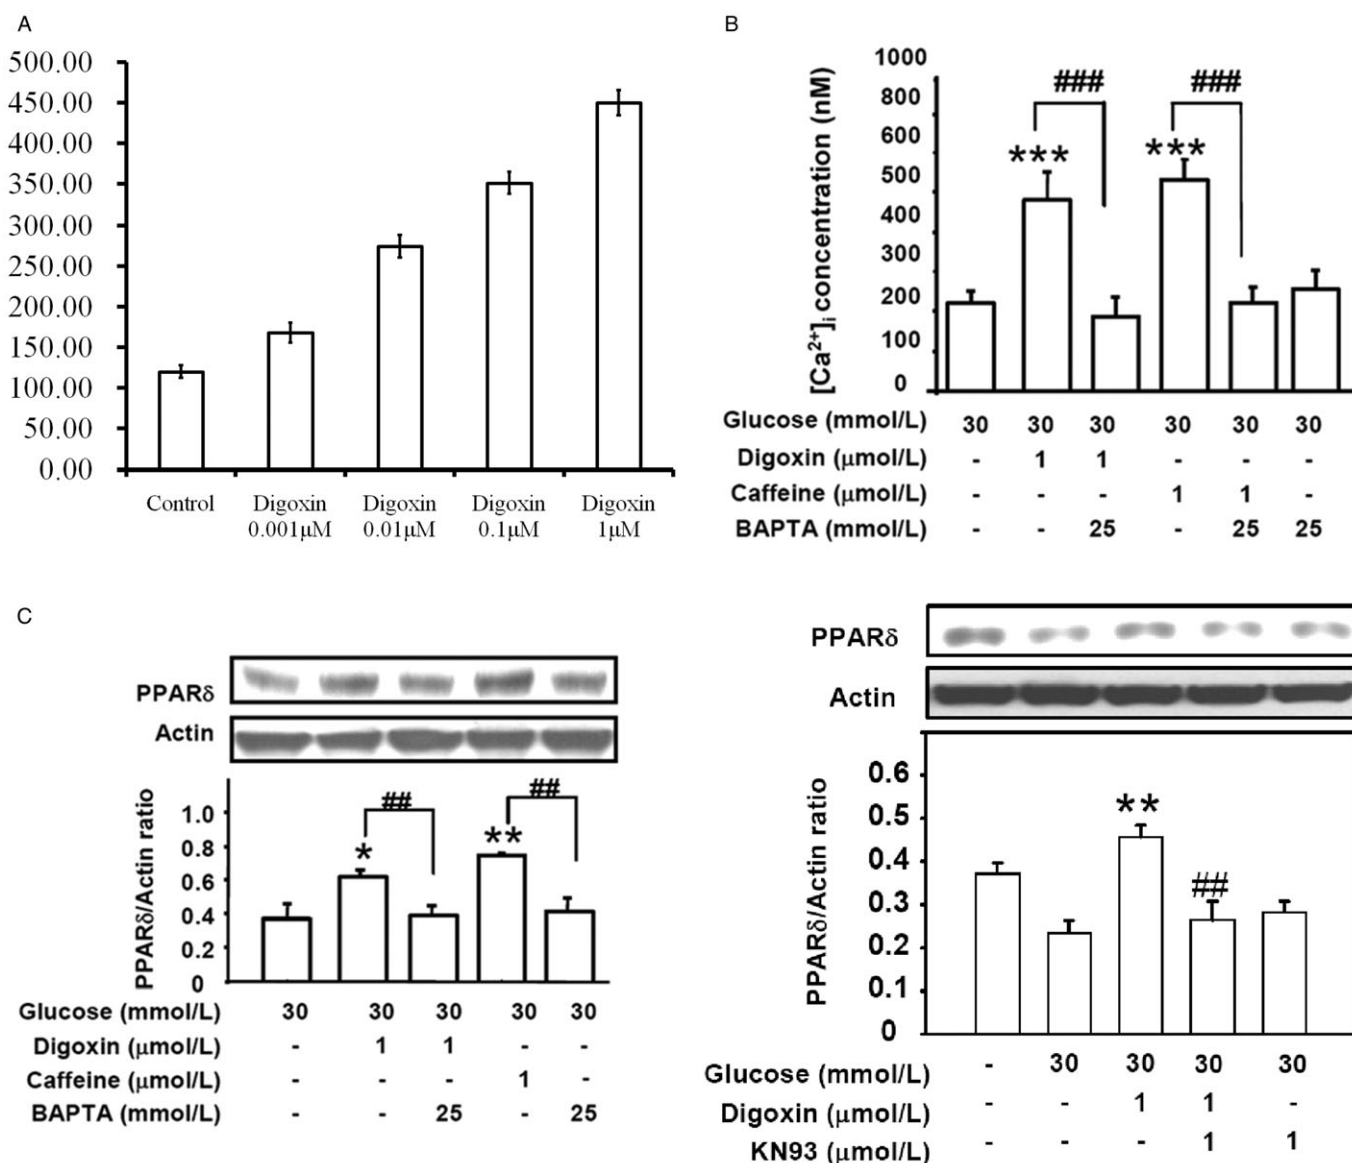 A
500.00
450.00
400.00
350.00
300.00
250.00
200.00
150.00
100.00
50.00
0.00
Control Digoxin Digoxin Digoxin Digoxin
0.001μM 0.01μM 0.1μM 1μM
B
[Ca²⁺]i concentration (nM)
1000
800
600
500
400
300
200
100
0
### ###
*** ***
Glucose (mmol/L) 30 30 30 30 30 30
Digoxin (μmol/L) - 1 1 - - -
Caffeine (μmol/L) - - - 1 1 -
BAPTA (mmol/L) - - 25 - 25 25
C
PPARδ
Actin
PPARδ/Actin ratio
1.0
0.8
0.6
0.4
0.2
0
## ##
* **
Glucose (mmol/L) 30 30 30 30 30
Digoxin (μmol/L) - 1 1 - -
Caffeine (μmol/L) - - - 1 -
BAPTA (mmol/L) - - 25 - 25
PPARδ
Actin
PPARδ/Actin ratio
0.6
0.5
0.4
0.3
0.2
0.1
0
**
##
Glucose (mmol/L) - 30 30 30 30
Digoxin (μmol/L) - - 1 1 -
KN93 (μmol/L) - - - 1 1